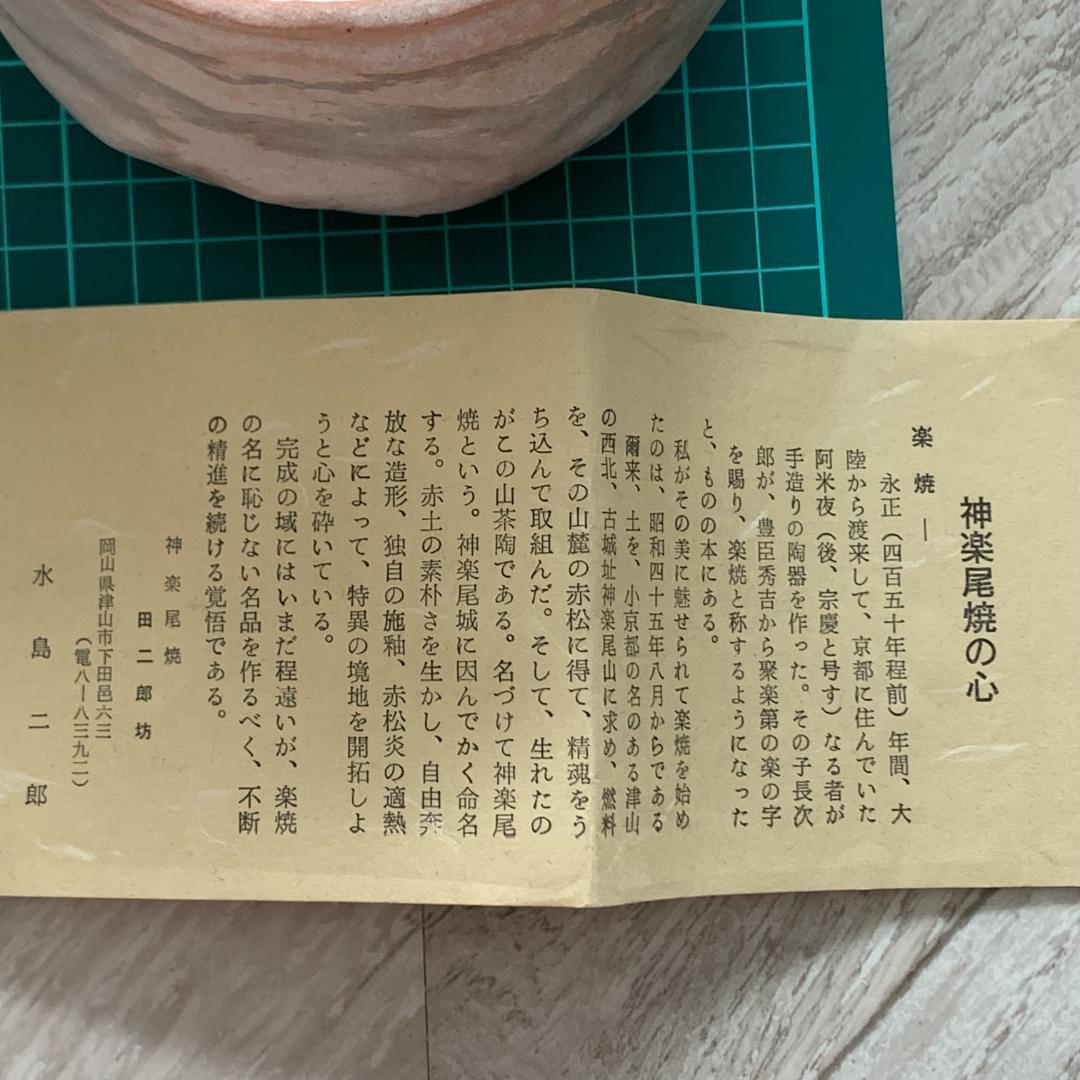 神楽尾焼の心
楽焼―
永正（四百五十年程前）年間、大
陸から渡来して、京都に住んでいた
阿米夜（後、宗慶と号す）なる者が
手造りの陶器を作った。その子長次
郎が、豊臣秀吉から聚楽第の楽の字
を賜り、楽焼と称するようになった
と、ものの本にある。
私がその美に魅せられて楽焼を始め
たのは、昭和四十五年八月からである
爾来、土を、小京都の名のある津山
の西北、古城址神楽尾山に求め、燃料
を、その山麓の赤松に得て、精魂をう
ち込んで取組んだ。そして、生れたの
がこの山茶陶である。名づけて神楽尾
焼という。神楽尾城に因んでかく命名
する。赤土の素朴さを生かし、自由奔
放な造形、独自の施釉、赤松炎の適熱
などによって、特異の境地を開拓しよ
うと心を砕いている。
完成の域にはいまだ程遠いが、楽焼
の名に恥じない名品を作るべく、不断
の精進を続ける覚悟である。
神楽尾焼
田二郎坊
岡山県津山市下田邑六三
（電八ー八三九二）
水島二郎